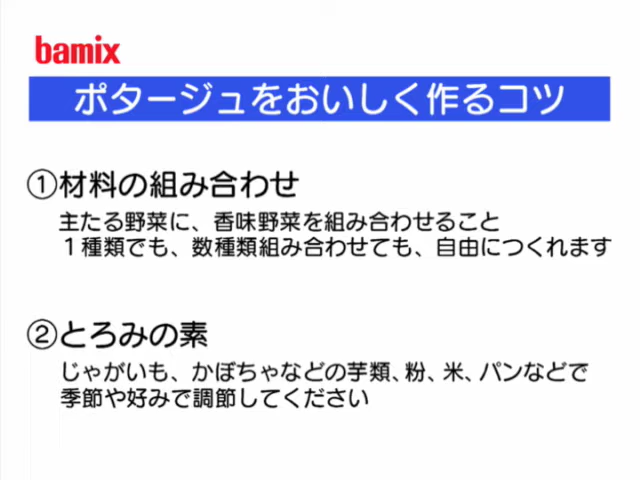 bamix
ポタージュをおいしく作るコツ
①材料の組み合わせ
主たる野菜に、香味野菜を組み合わせること
１種類でも、数種類組み合わせても、自由につくれます
②とろみの素
じゃがいも、かぼちゃなどの芋類、粉、米、パンなどで
季節や好みで調節してください